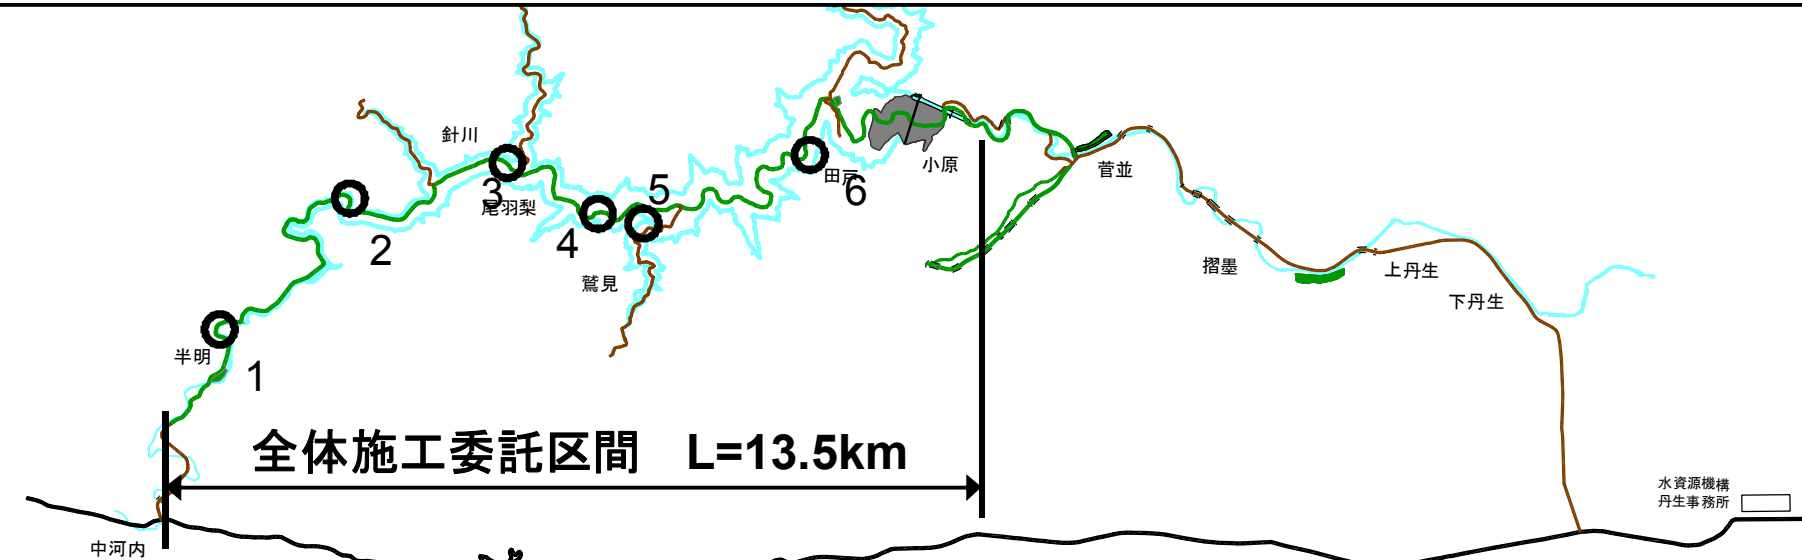 針川
3
尾羽梨
2
半明
1
4
5
鷲見
田戸
6
小原
菅並
摺墨
上丹生
下丹生
全体施工委託区間 L=13.5km
中河内
水資源機構
丹生事務所